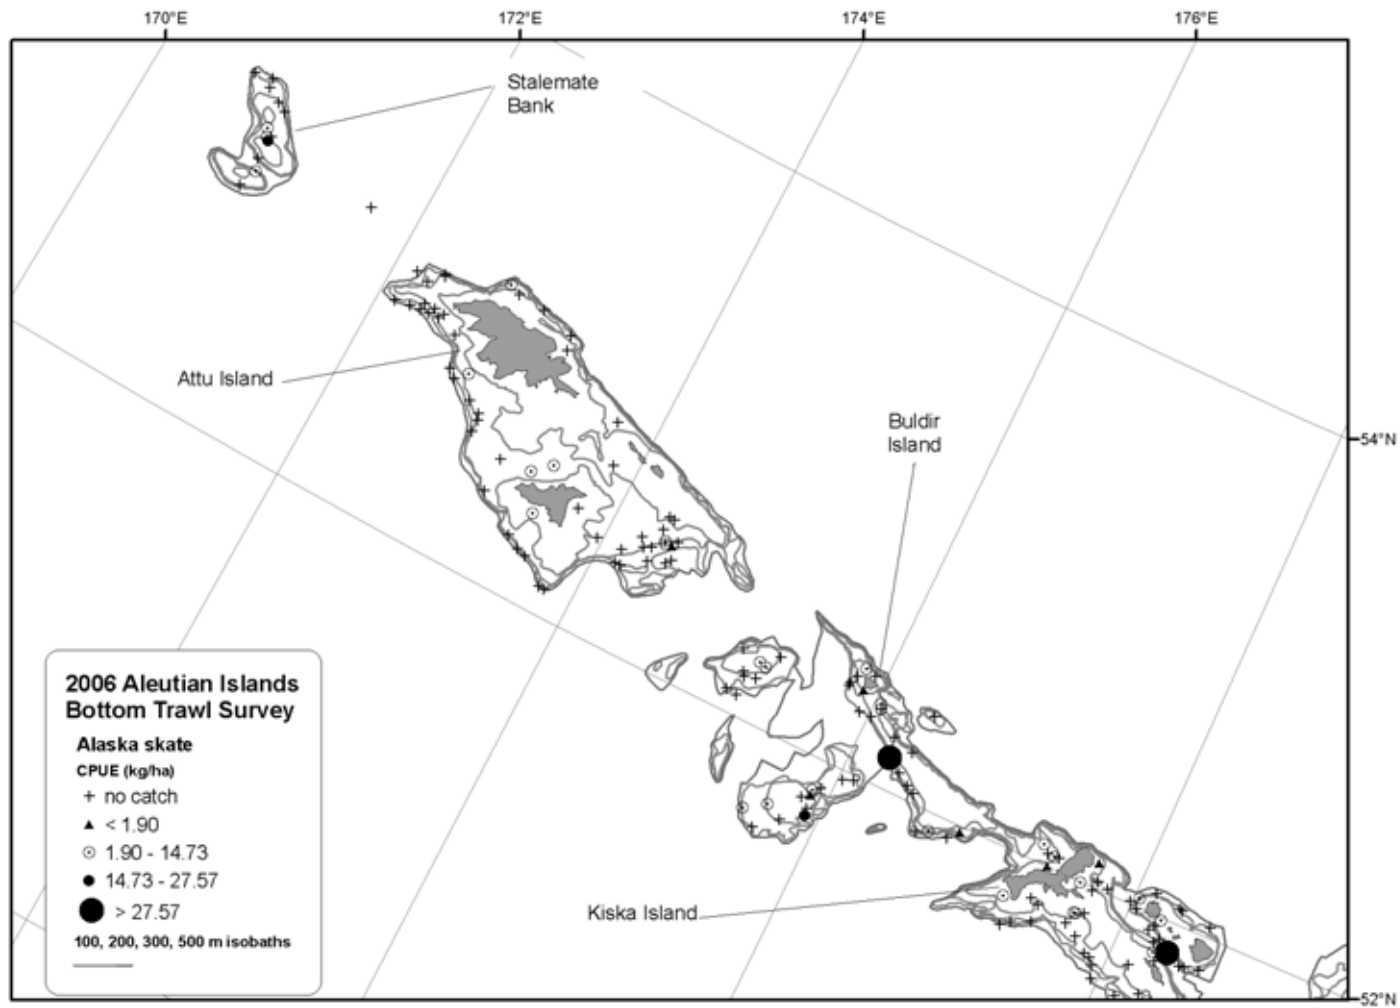 170°E
172°E
174°E
176°E
Stalemate
Bank
Attu Island
Buldir
Island
54°N
2006 Aleutian Islands
Bottom Trawl Survey
Alaska skate
CPUE (kg/ha)
+ no catch
▲ < 1.90
1.90 - 14.73
14.73 - 27.57
> 27.57
100, 200, 300, 500 m isobaths
Kiska Island
52°N